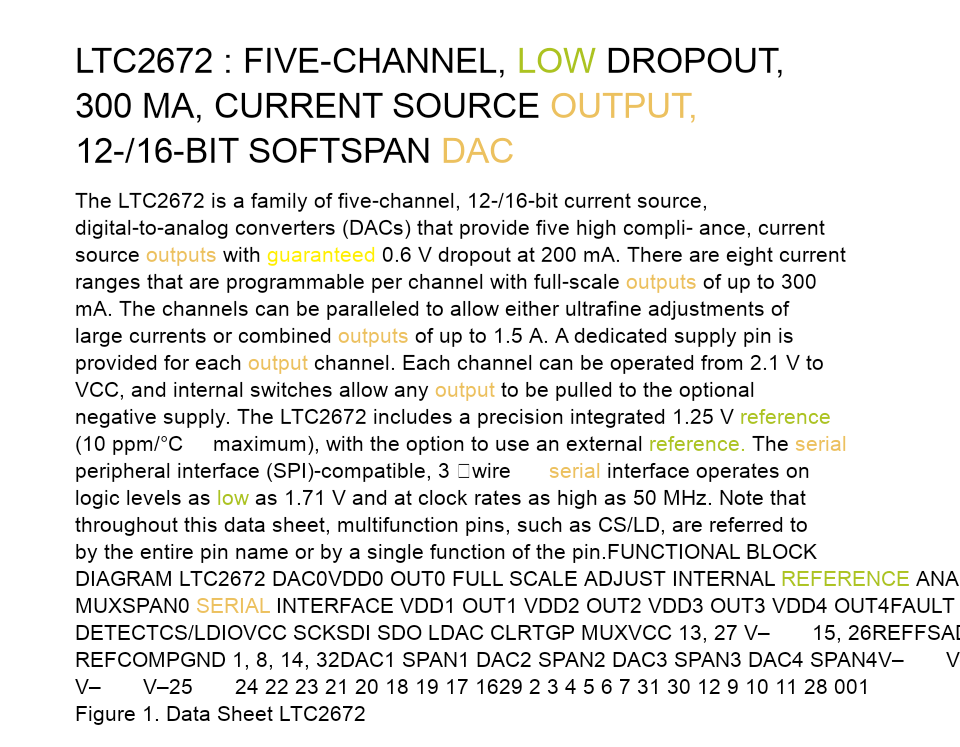 LTC2672 : FIVE-CHANNEL, LOW DROPOUT,
300 MA, CURRENT SOURCE OUTPUT,
12-/16-BIT SOFTSPAN DAC
The LTC2672 is a family of five-channel, 12-/16-bit current source,
digital-to-analog converters (DACs) that provide five high compli- ance, current
source outputs with guaranteed 0.6 V dropout at 200 mA. There are eight current
ranges that are programmable per channel with full-scale outputs of up to 300
mA. The channels can be paralleled to allow either ultrafine adjustments of
large currents or combined outputs of up to 1.5 A. A dedicated supply pin is
provided for each output channel. Each channel can be operated from 2.1 V to
VCC, and internal switches allow any output to be pulled to the optional
negative supply. The LTC2672 includes a precision integrated 1.25 V reference
(10 ppm/°C maximum), with the option to use an external reference. The serial
peripheral interface (SPI)-compatible, 3 □wire serial interface operates on
logic levels as low as 1.71 V and at clock rates as high as 50 MHz. Note that
throughout this data sheet, multifunction pins, such as CS/LD, are referred to
by the entire pin name or by a single function of the pin.FUNCTIONAL BLOCK
DIAGRAM LTC2672 DAC0VDD0 OUT0 FULL SCALE ADJUST INTERNAL REFERENCE ANA
MUXSPAN0 SERIAL INTERFACE VDD1 OUT1 VDD2 OUT2 VDD3 OUT3 VDD4 OUT4FAULT
DETECTCS/LDIOVCC SCKSDI SDO LDAC CLRTGP MUXVCC 13, 27 V– 15, 26REFFSAD
REFCOMPGND 1, 8, 14, 32DAC1 SPAN1 DAC2 SPAN2 DAC3 SPAN3 DAC4 SPAN4V– V
V– V–25 24 22 23 21 20 18 19 17 1629 2 3 4 5 6 7 31 30 12 9 10 11 28 001
Figure 1. Data Sheet LTC2672